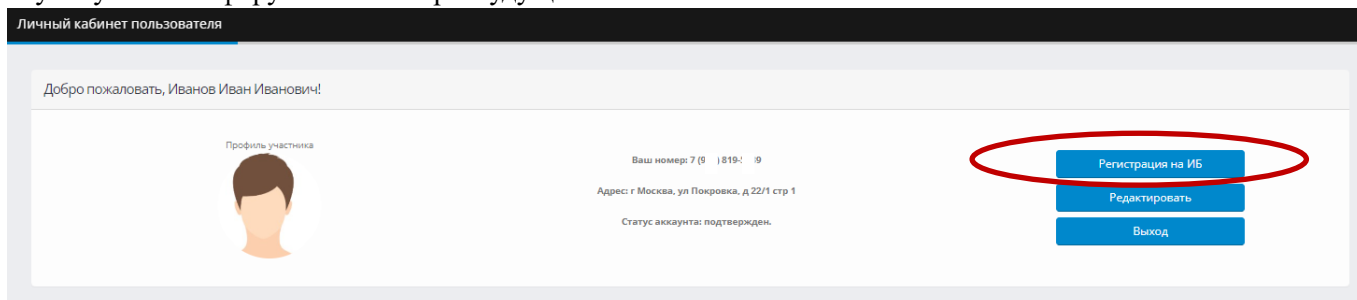 Личный кабинет пользователя
Добро пожаловать, Иванов Иван Иванович!
Профиль участника
Ваш номер: 7 (9 ) 819- 9
Адрес: г Москва, ул Покровка, д 22/1 стр 1
Статус аккаунта: подтвержден.
Регистрация на ИБ
Редактировать
Выход